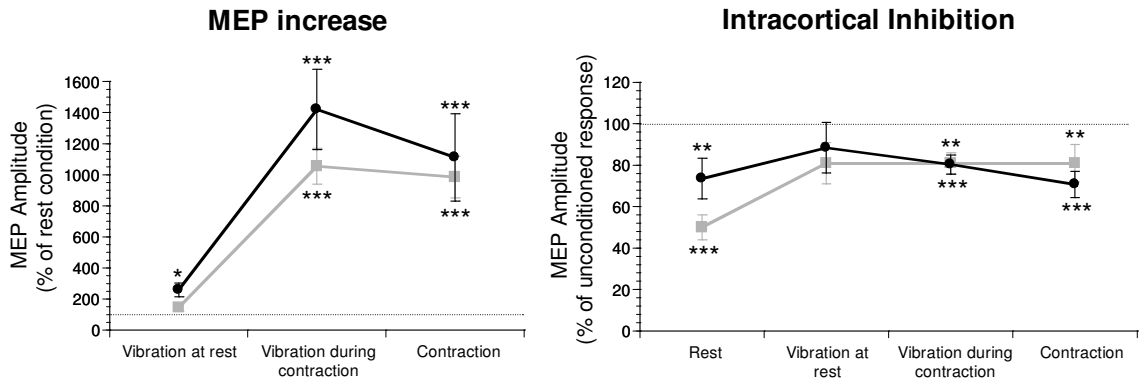 MEP increase
MEP Amplitude
(% of rest condition)
1600
1400
1200
1000
800
600
400
200
0
***
***
***
***
*
Vibration at rest
Vibration during
contraction
Contraction
Intracortical Inhibition
MEP Amplitude
(% of unconditioned response)
120
100
80
60
40
20
0
**
**
**
***
***
***
Rest
Vibration at
rest
Vibration during
contraction
Contraction